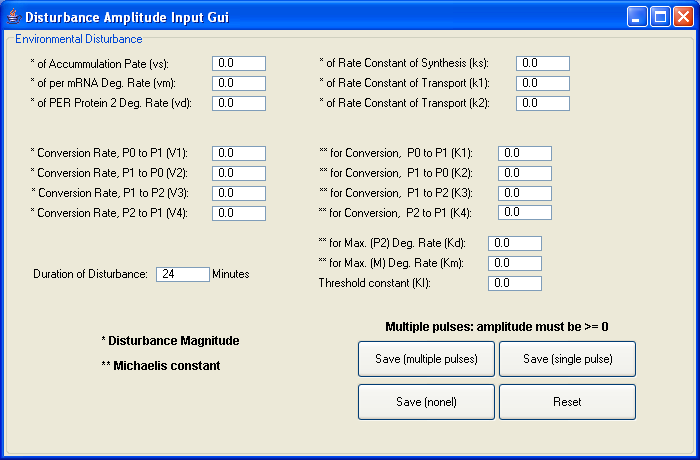 Disturbance Amplitude Input Gui
Environmental Disturbance
* of Accummulation Pate (vs): 0.0
* of per mRNA Deg. Rate (vm): 0.0
* of PER Protein 2 Deg. Rate (vd): 0.0
* of Rate Constant of Synthesis (ks): 0.0
* of Rate Constant of Transport (k1): 0.0
* of Rate Constant of Transport (k2): 0.0
* Conversion Rate, P0 to P1 (V1): 0.0
* Conversion Rate, P1 to P0 (V2): 0.0
* Conversion Rate, P1 to P2 (V3): 0.0
* Conversion Rate, P2 to P1 (V4): 0.0
** for Conversion, P0 to P1 (K1): 0.0
** for Conversion, P1 to P0 (K2): 0.0
** for Conversion, P1 to P2 (K3): 0.0
** for Conversion, P2 to P1 (K4): 0.0
** for Max. (P2) Deg. Rate (Kd): 0.0
** for Max. (M) Deg. Rate (Km): 0.0
Threshold constant (KI): 0.0
Duration of Disturbance: 24 Minutes
* Disturbance Magnitude
** Michaelis constant
Multiple pulses: amplitude must be >= 0
Save (multiple pulses)
Save (single pulse)
Save (nonel)
Reset